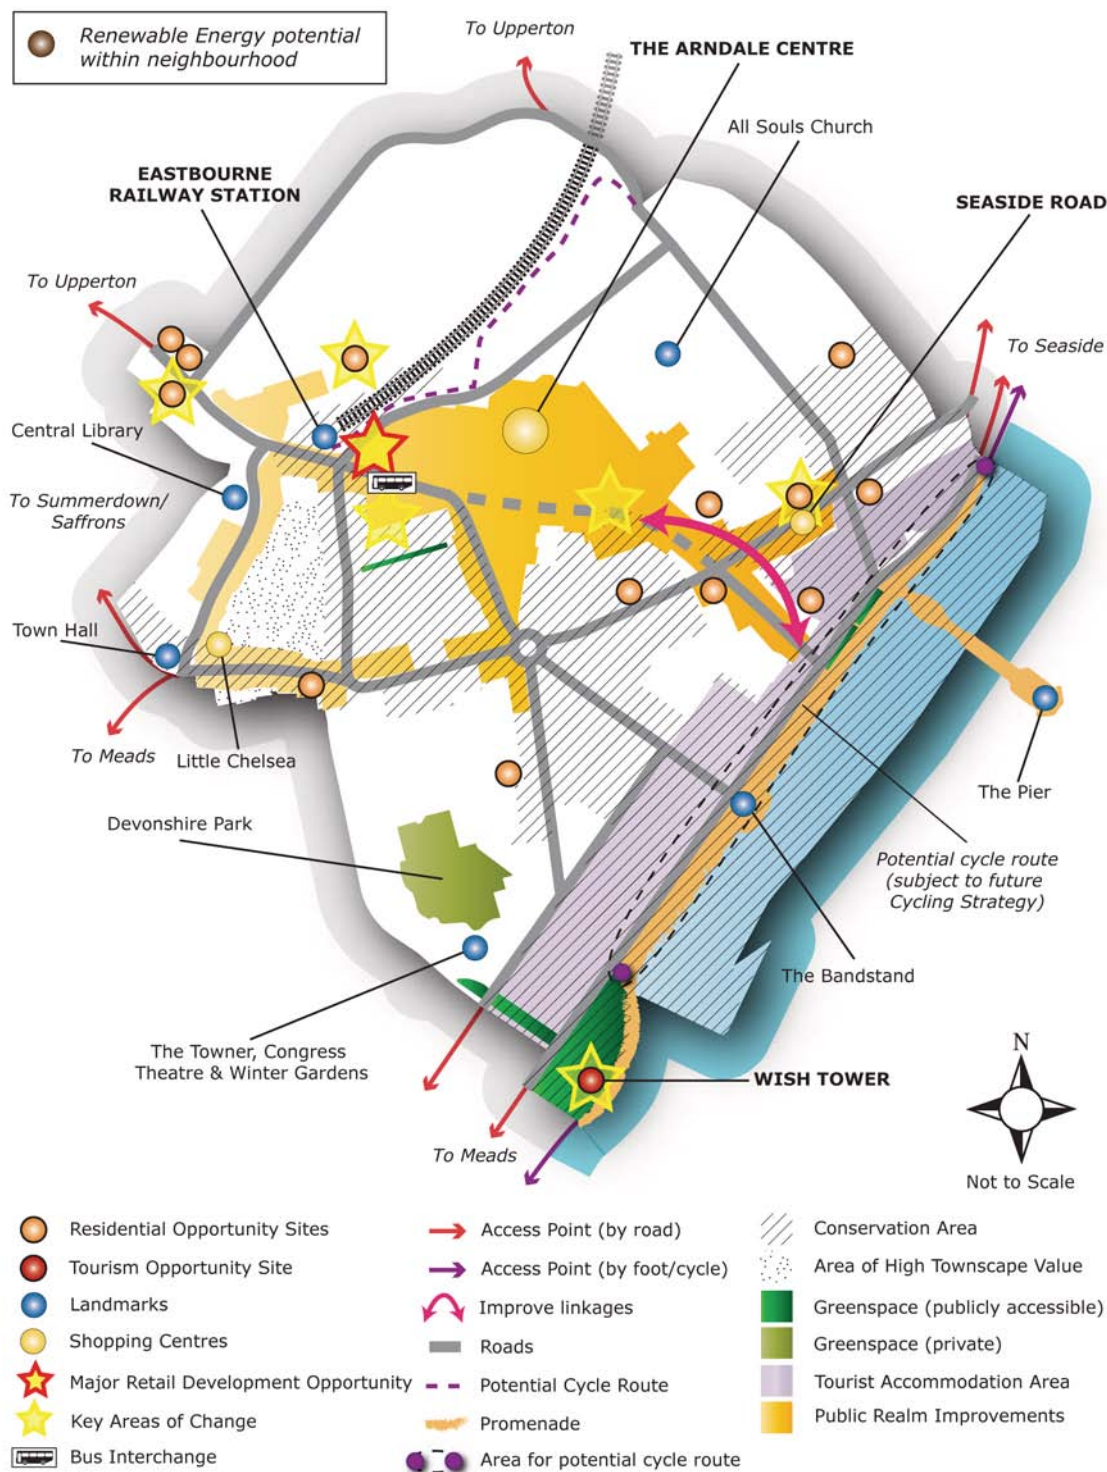 Renewable Energy potential
within neighbourhood
To Upperton
THE ARNDALE CENTRE
All Souls Church
EASTBOURNE
RAILWAY STATION
SEASIDE ROAD
To Upperton
To Seaside
Central Library
To Summerdown/
Saffrons
Town Hall
To Meads
Little Chelsea
The Pier
Devonshire Park
Potential cycle route
(subject to future
Cycling Strategy)
The Bandstand
The Towner, Congress
Theatre & Winter Gardens
WISH TOWER
To Meads
N
Not to Scale
Residential Opportunity Sites
Tourism Opportunity Site
Landmarks
Shopping Centres
Major Retail Development Opportunity
Key Areas of Change
Bus Interchange
Access Point (by road)
Access Point (by foot/cycle)
Improve linkages
Roads
Potential Cycle Route
Promenade
Area for potential cycle route
Conservation Area
Area of High Townscape Value
Greenspace (publicly accessible)
Greenspace (private)
Tourist Accommodation Area
Public Realm Improvements